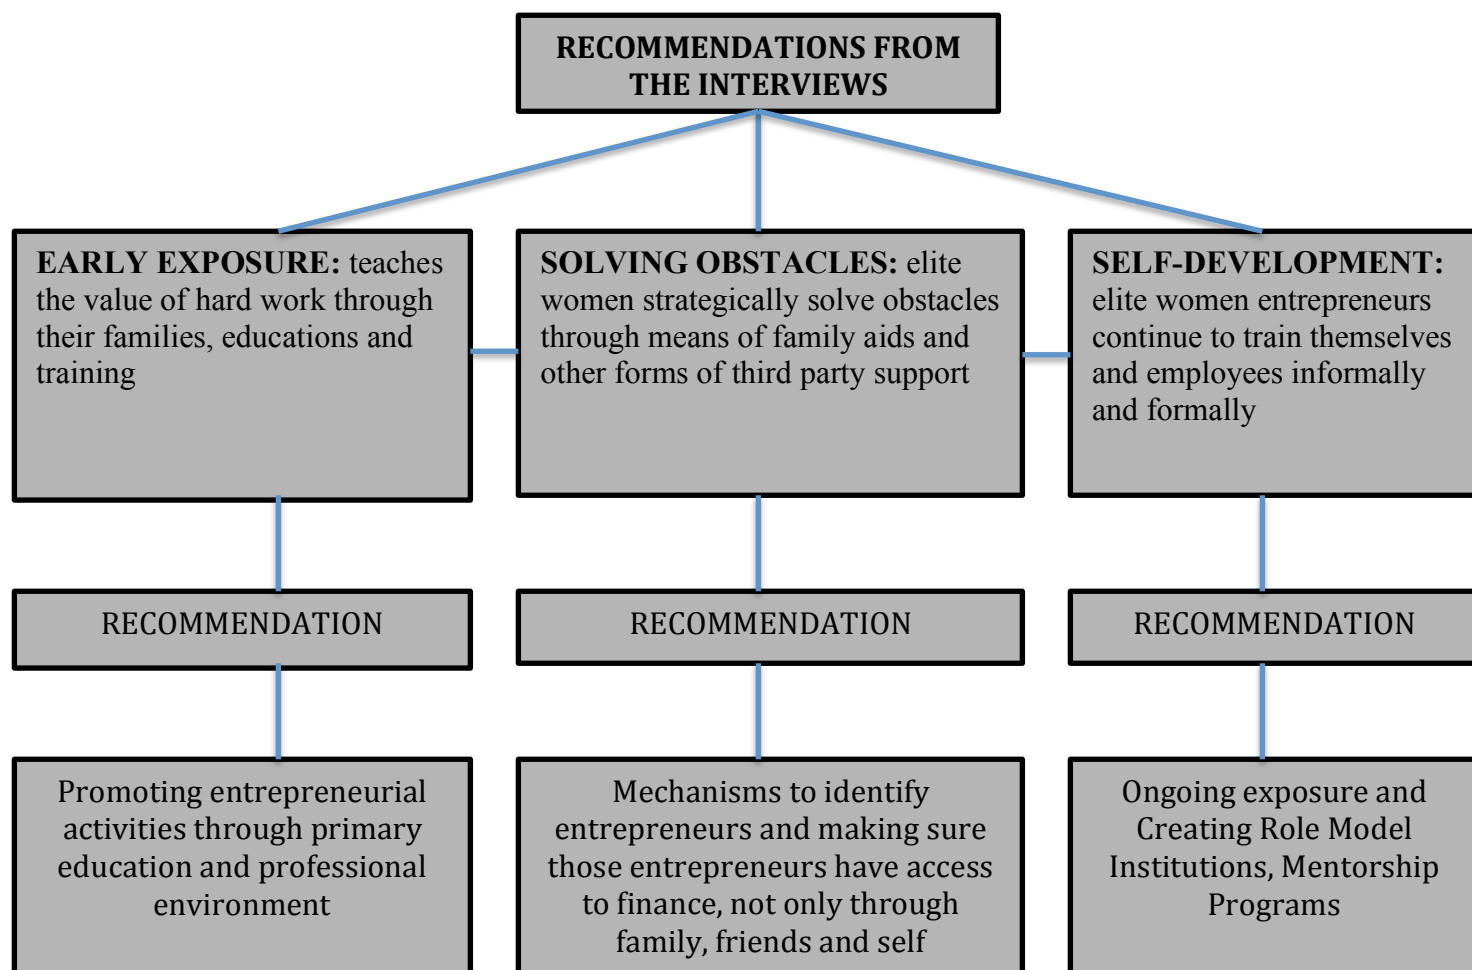 RECOMMENDATIONS FROM
THE INTERVIEWS
EARLY EXPOSURE: teaches
the value of hard work through
their families, educations and
training
SOLVING OBSTACLES: elite
women strategically solve obstacles
through means of family aids and
other forms of third party support
SELF-DEVELOPMENT:
elite women entrepreneurs
continue to train themselves
and employees informally
and formally
RECOMMENDATION
RECOMMENDATION
RECOMMENDATION
Promoting entrepreneurial
activities through primary
education and professional
environment
Mechanisms to identify
entrepreneurs and making sure
those entrepreneurs have access
to finance, not only through
family, friends and self
Ongoing exposure and
Creating Role Model
Institutions, Mentorship
Programs